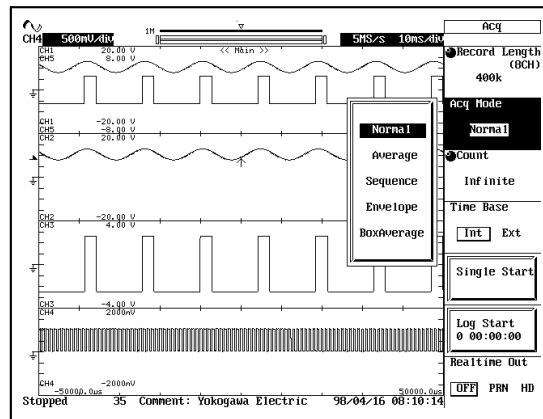 Acq
1M
CH4 500mV/div 5MS/s 10ms/div
<< Main >>
CH1 20.00 V
CH5 8.00 V
CH1 -20.00 V
CH5 -8.00 V
CH2 20.00 V
CH2 -20.00 V
CH3 4.00 V
CH3 -4.00 V
CH4 2000mV
CH4 -2000mV
-50000.0us 50000.0us
Stopped 35 Comment: Yokogawa Electric 98/04/16 08:10:14
Normal
Average
Sequence
Envelope
BoxAverage
Record Length
(8CH)
400k
Acq Mode
Normal
Count
Infinite
Time Base
Int Ext
Single Start
Log Start
0 00:00:00
Realtime Out
OFF PRN HD